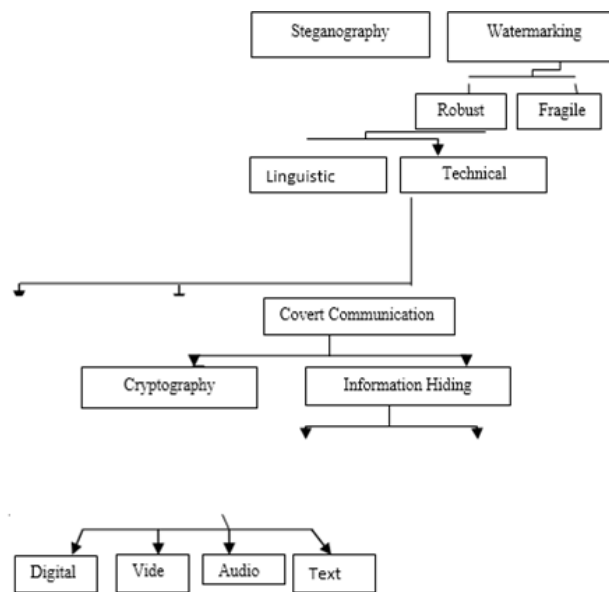 Steganography
Watermarking
Robust
Fragile
Linguistic
Technical
Covert Communication
Cryptography
Information Hiding
Digital
Vide
Audio
Text